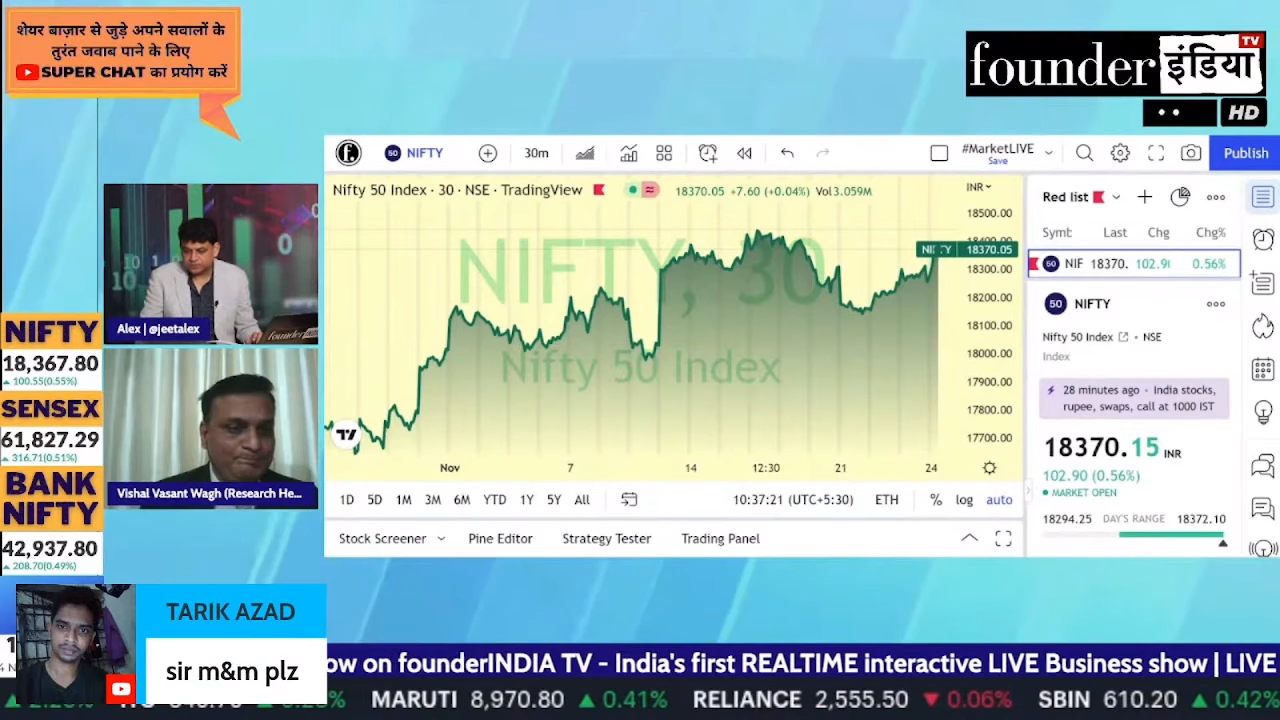 शेयर बाज़ार से जुड़े अपने सवालों के
तुरंत जवाब पाने के लिए
SUPER CHAT का प्रयोग करें
founder इंडिया TV
HD
NIFTY
30m
#MarketLIVE
Save
Publish
Nifty 50 Index · 30 · NSE · TradingView
18370.05 +7.60 (+0.04%) Vol 3.059M
INR
NIFTY, 30
Nifty 50 Index
18500.00
18400.00
NIFTY 18370.05
18300.00
18200.00
18100.00
18000.00
17900.00
17800.00
17700.00
Nov 7 14 12:30 21 24
1D 5D 1M 3M 6M YTD 1Y 5Y All
10:37:21 (UTC+5:30) ETH % log auto
Stock Screener Pine Editor Strategy Tester Trading Panel
Red list
Last Chg Chg%
50 NIF 18370. 0.56%
50 NIFTY
Nifty 50 Index • NSE
Index
28 minutes ago • India stocks,
rupee, swaps, call at 1000 IST
18370.15 INR
102.90 (0.56%)
MARKET OPEN
18294.25 DAY'S RANGE 18372.10
Alex | @jeetalex
Vishal Vasant Wagh (Research He...
NIFTY
18,367.80
100.55(0.55%)
SENSEX
61,827.29
316.71(0.51%)
BANK
NIFTY
42,937.80
208.70(0.49%)
TARIK AZAD
sir m&m plz
ow on founderINDIA TV - India's first REALTIME interactive LIVE Business show | LIVE
MARUTI 8,970.80 0.41% RELIANCE 2,555.50 0.06% SBIN 610.20 0.42%